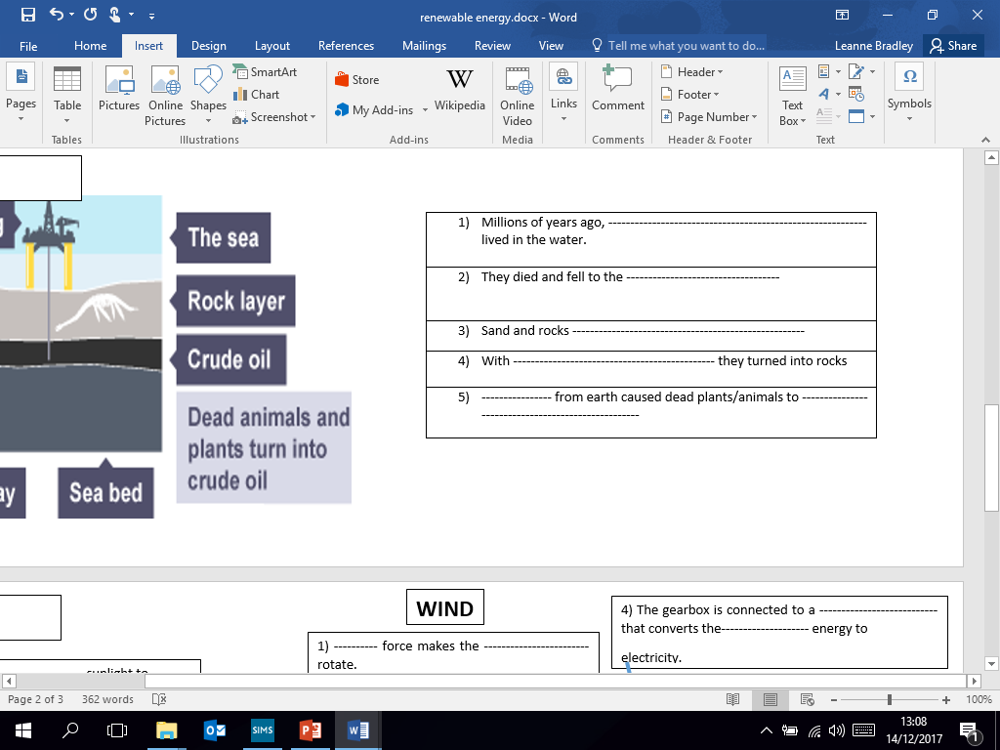 renewable energy.docx - Word
File
Home
Insert
Design
Layout
References
Mailings
Review
View
Tell me what you want to do...
Leanne Bradley
Share
Pages
Table
Pictures
Online
Pictures
Shapes
SmartArt
Chart
Screenshot
Store
My Add-ins
W
Wikipedia
Online
Video
Links
Comment
Header
Footer
Page Number
Text
Box
Symbols
Tables
Illustrations
Add-ins
Media
Comments
Header & Footer
Text
The sea
Rock layer
Crude oil
Dead animals and
plants turn into
crude oil
ay
Sea bed
1) Millions of years ago, -----------------------------------------------------------
lived in the water.
2) They died and fell to the -----------------------------------
3) Sand and rocks -----------------------------------------------------
4) With ---------------------------------------------- they turned into rocks
5) ---------------- from earth caused dead plants/animals to ---------------
------------------------------------
WIND
1) ---------- force makes the ------------------------
rotate.
4) The gearbox is connected to a ---------------------------
that converts the-------------------- energy to
electricity.
sunlight to
Page 2 of 3
362 words
100%
SIMS
13:08
14/12/2017
1